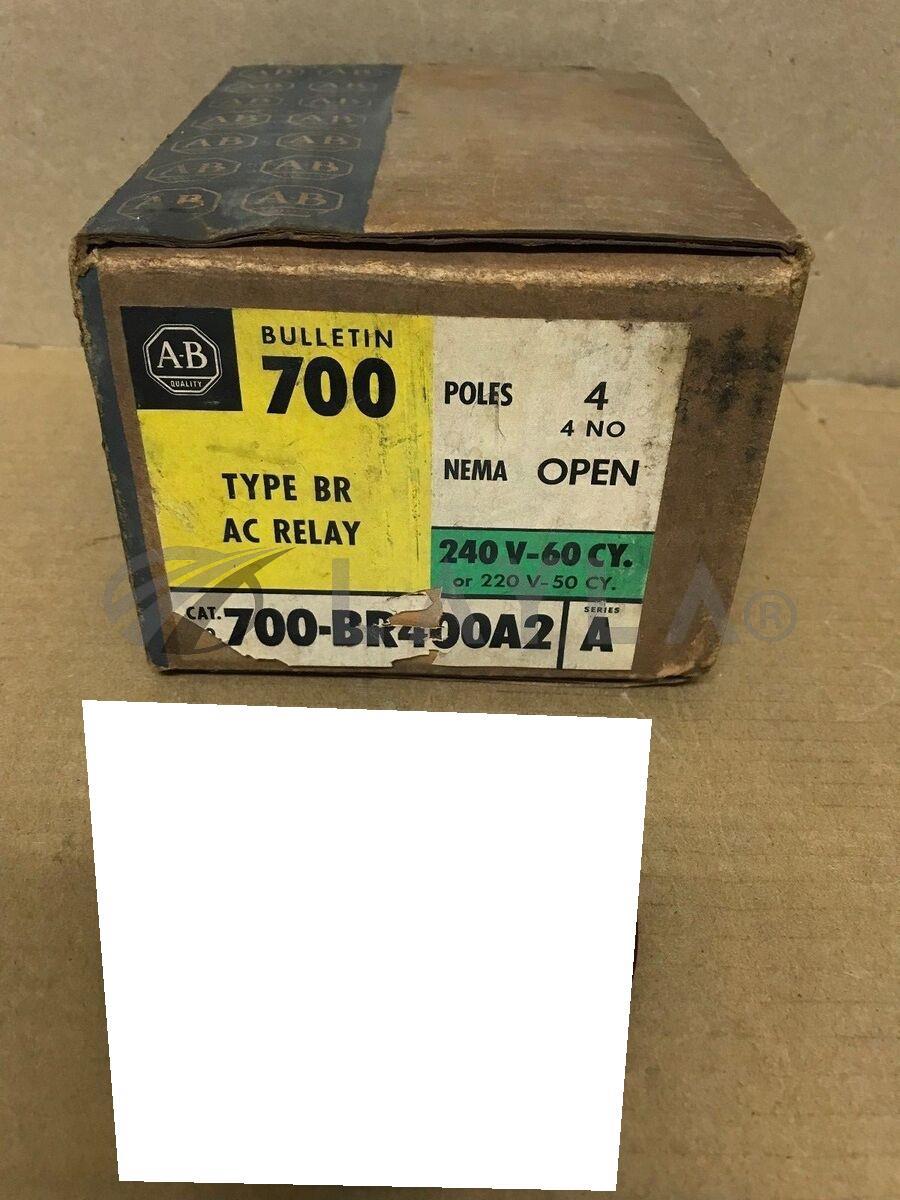 A-B A-B
A-B A-B
A-B A-B
A-B A-B
A-B A-B
A-B A-B
A-B A-B
A-B
QUALITY
BULLETIN
700
TYPE BR
AC RELAY
POLES 4
4 NO
NEMA OPEN
240 V-60 CY.
or 220 V-50 CY.
CAT. 700-BR400A2
SERIES
A
LAYLA®